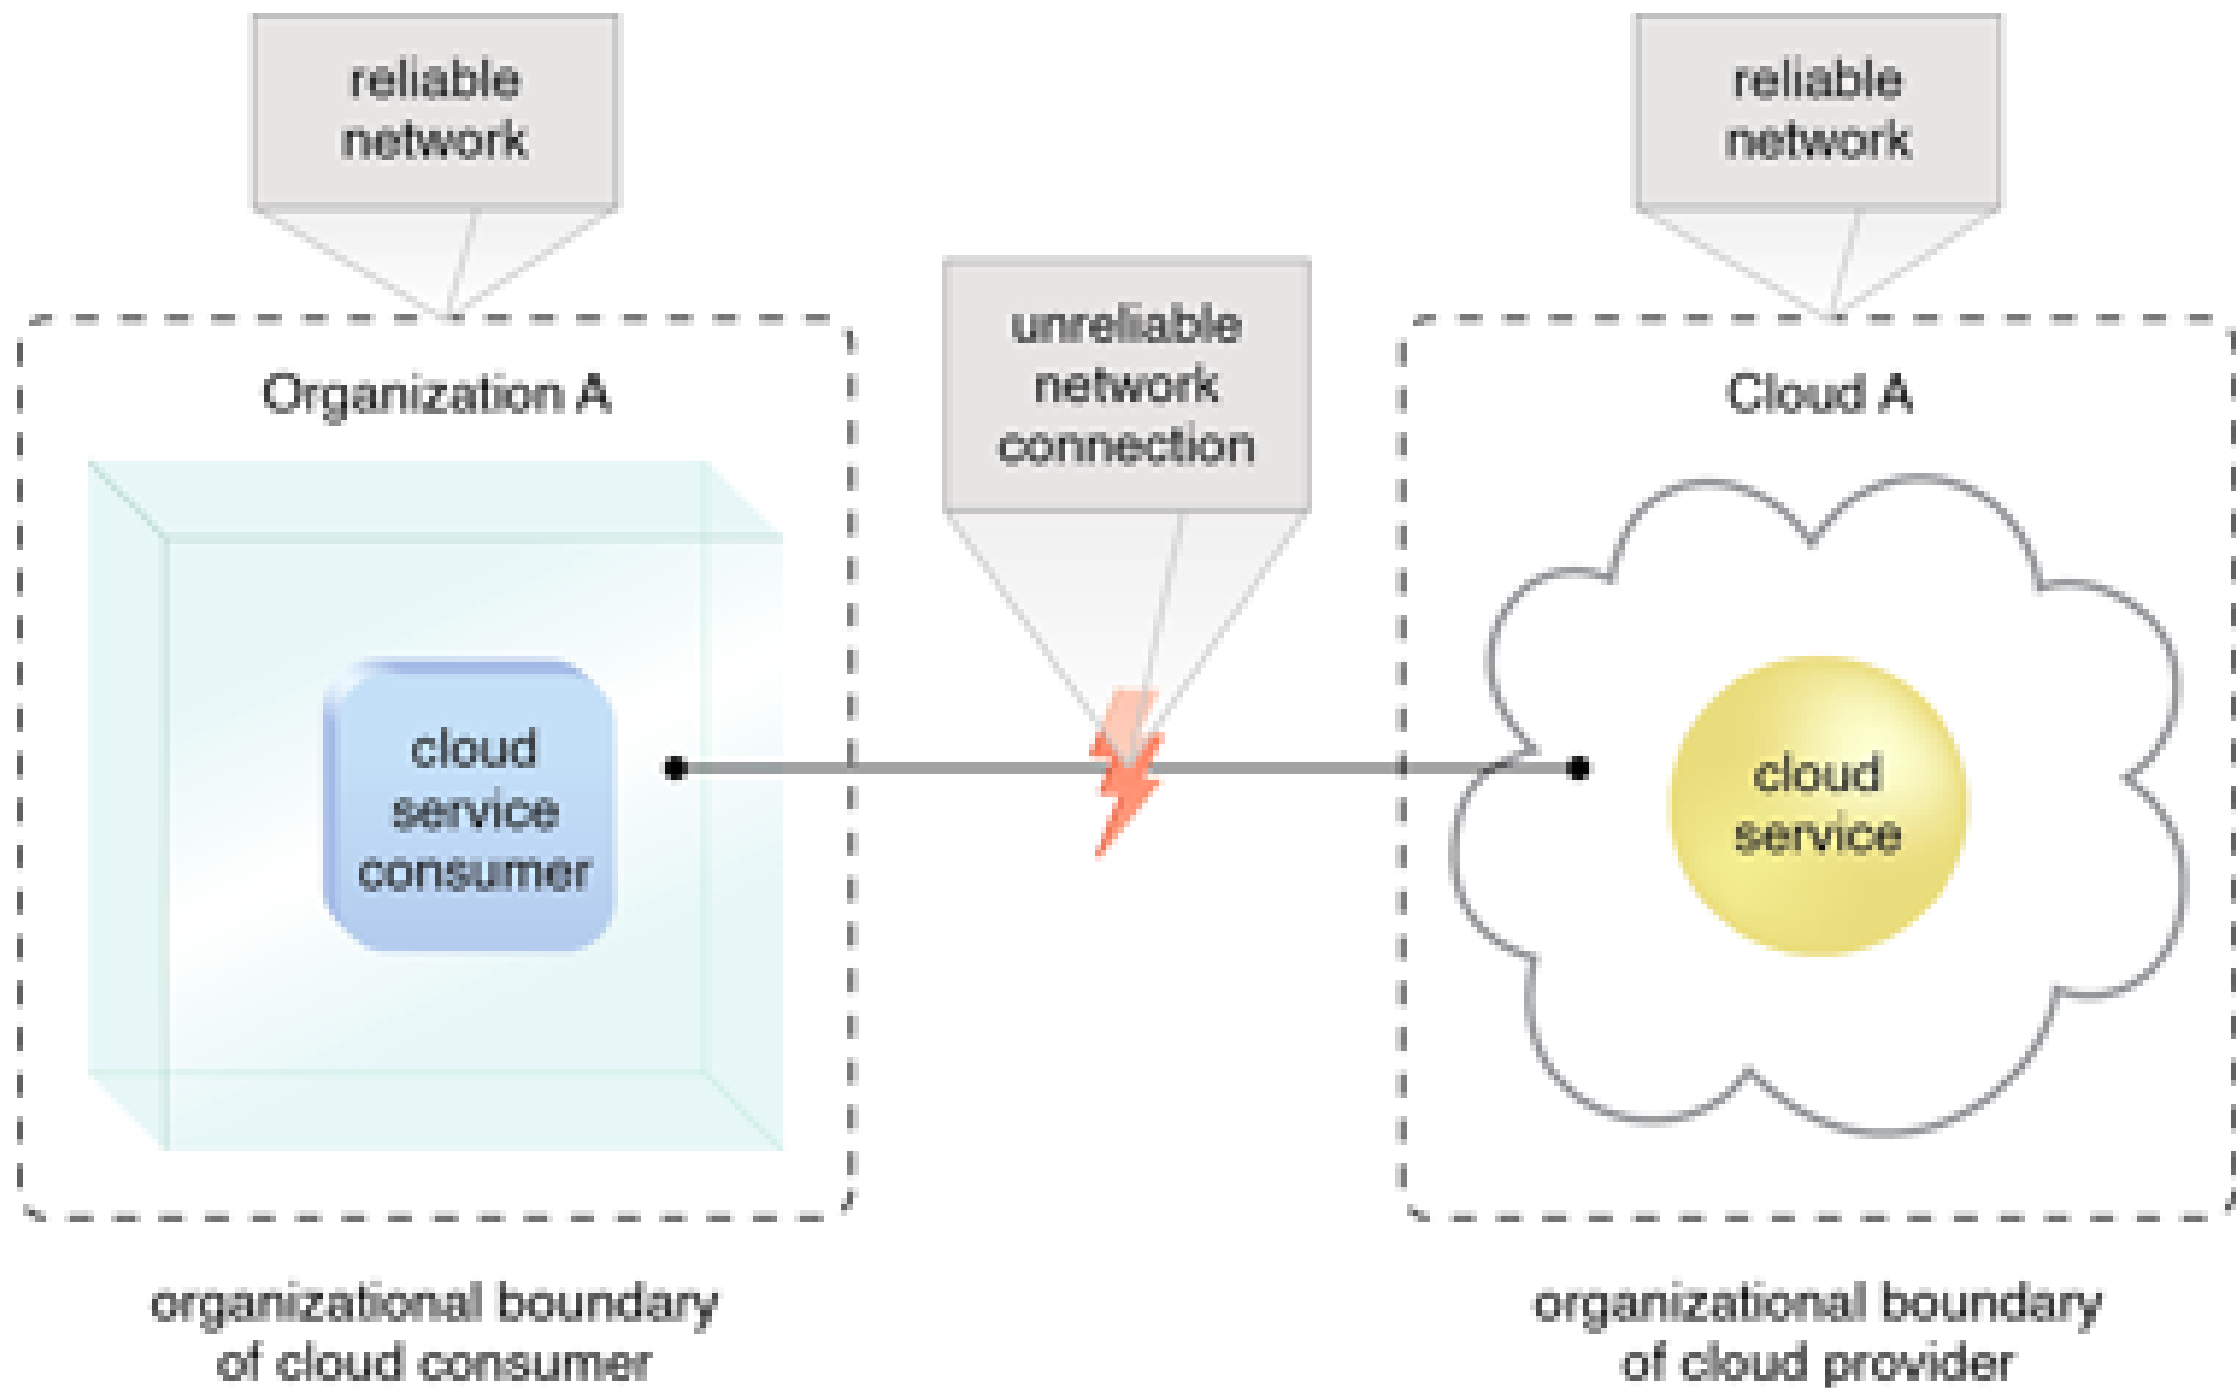 reliable
network
reliable
network
unreliable
network
connection
Organization A
Cloud A
cloud
service
consumer
cloud
service
organizational boundary
of cloud consumer
organizational boundary
of cloud provider